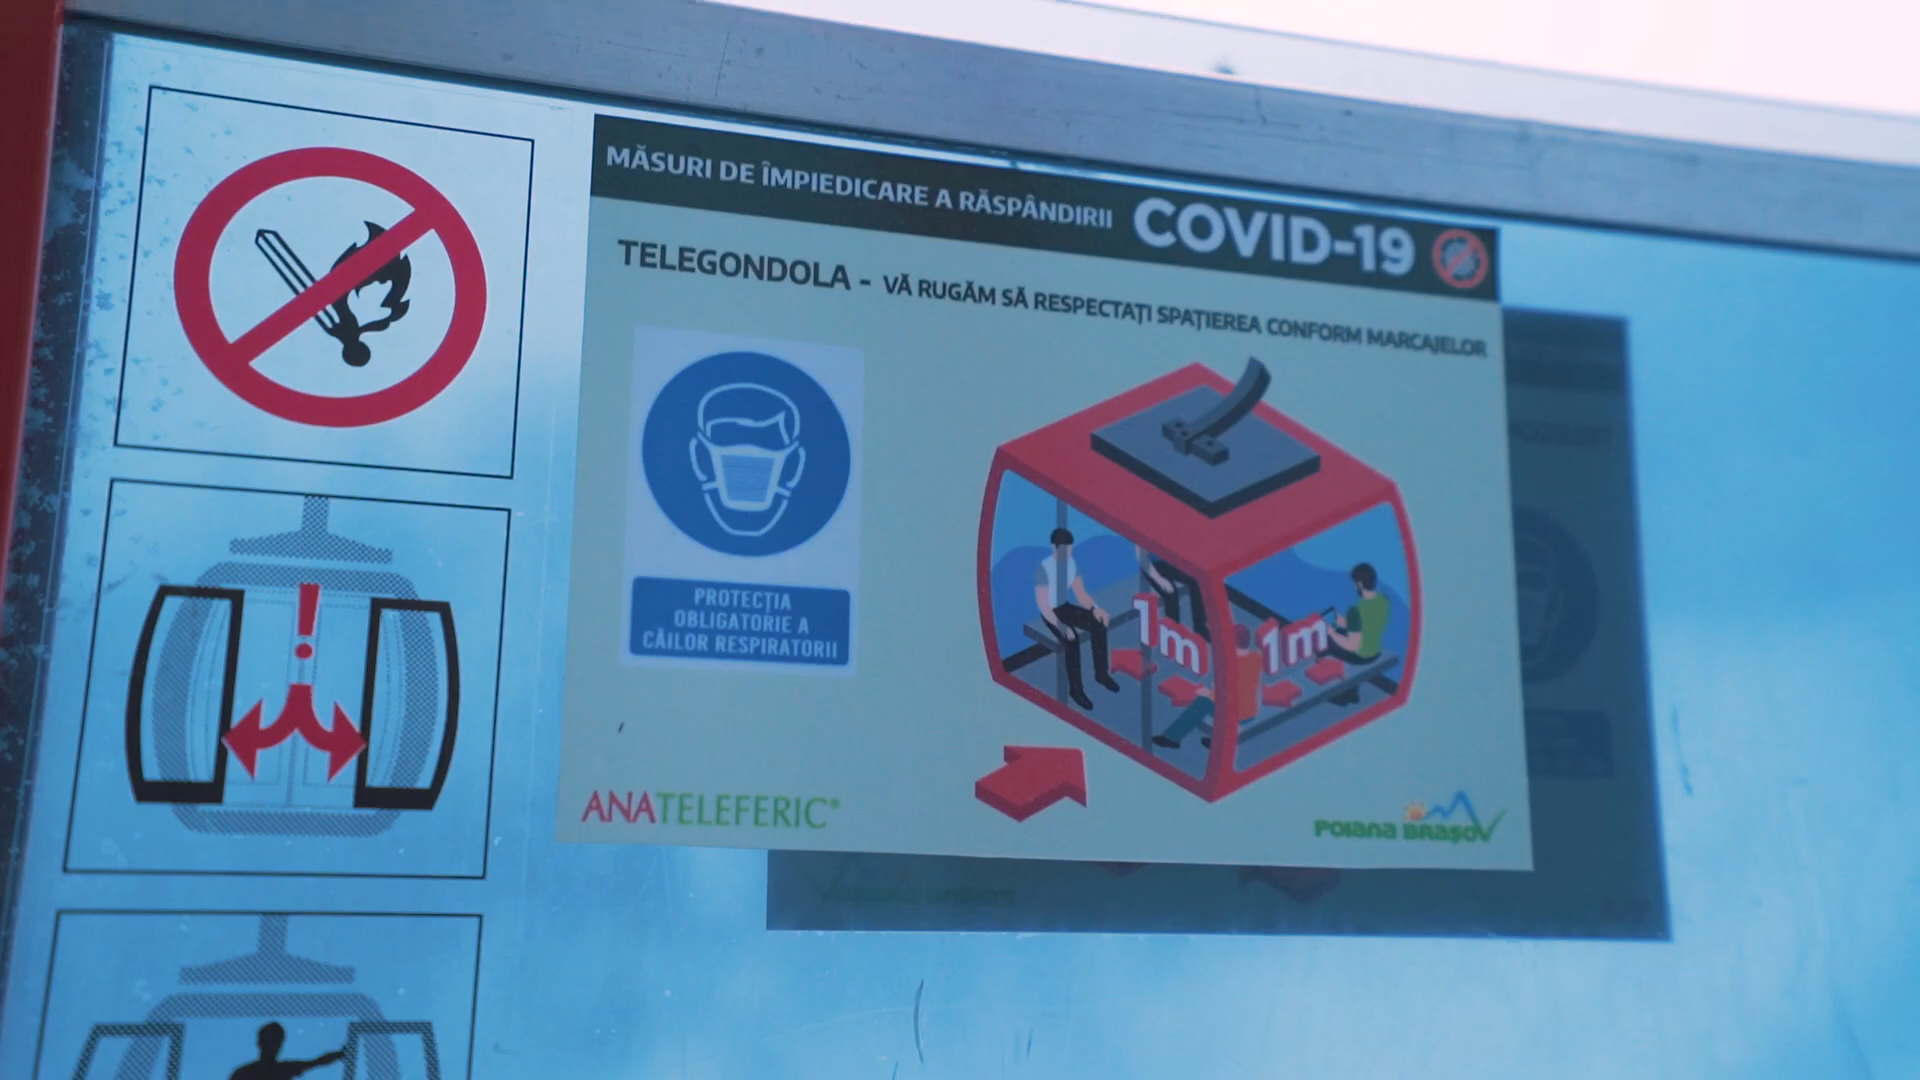 MĂSURI DE ÎMPIEDICARE A RĂSPÂNDIRII COVID-19
TELEGONDOLA - VĂ RUGĂM SĂ RESPECTAȚI SPAȚIEREA CONFORM MARCAJELOR
PROTECȚIA
OBLIGATORIE A
CĂILOR RESPIRATORII
1m 1m
ANATELEFERIC®
POIANA BRAȘOV